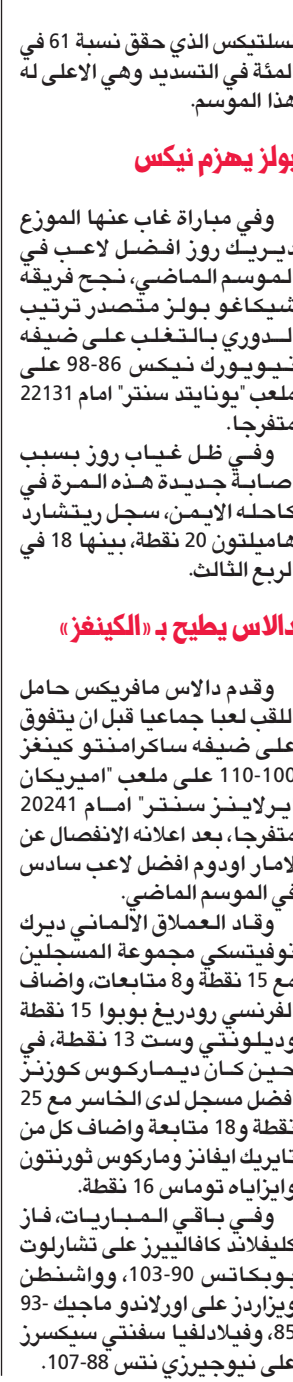 سلتيكس الذي حقق نسبة 61 في
لمئة في التسديد وهي الاعلى له
هذا الموسم.
بولز يهزم نيكس
وفي مباراة غاب عنها الموزع
ديريك روز افضل لاعب في
لموسم الماضي، نجح فريقه
شيكاغو بولز متصدر ترتيب
لدوري بالتغلب على ضيفه
نيويورك نيكس 86-98 على
ملعب "يونايتد سنتر" امام 22131
متفرجا.
وفي ظل غياب روز بسبب
صابة جديدة هذه المرة في
كاحله الايمن، سجل ريتشارد
هاميلتون 20 نقطة، بينها 18 في
لربع الثالث.
دالاس يطيح بـ «الكينغز»
وقدم دالاس مافريكس حامل
للقب لعبا جماعيا قبل ان يتفوق
على ضيفه ساكرامنتو كينغز
100-110 على ملعب "اميريكان
يرلاينز سنتر" امام 20241
متفرجا، بعد اعلانه الانفصال عن
لامار اودوم افضل لاعب سادس
في الموسم الماضي.
وقاد العملاق الالماني ديرك
نوفيتسكي مجموعة المسجلين
مع 15 نقطة و8 متابعات، واضاف
لفرنسي رودريغ بوبوا 15 نقطة
وديلونتي وست 13 نقطة، في
حين كان ديماركوس كوزنز
فضل مسجل لدى الخاسر مع 25
نقطة و18 متابعة واضاف كل من
تايريك ايفانز وماركوس ثورنتون
وايزاياه توماس 16 نقطة.
وفي باقي المباريات، فاز
كليفلاند كافالييرز على تشارلوت
بوبكاتس 90-103، وواشنطن
ويزاردز على اورلاندو ماجيك 93-
85، وفيلادلفيا سفنتي سيكسرز
على نيوجيرزي نتس 88-107.